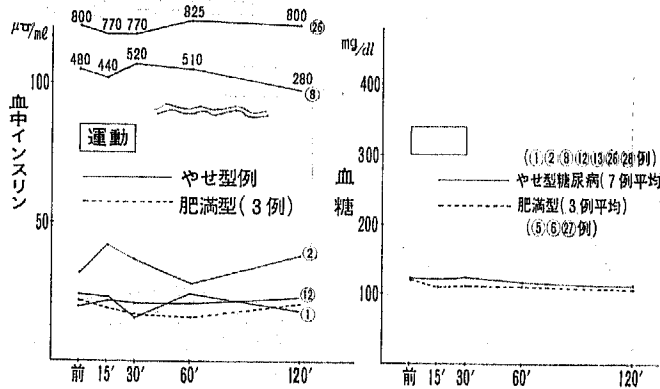 μU/ml
800 770 770 825 800
㉖
480 440 520 510 280
⑧
100
血中インスリン
運動
やせ型例
肥満型(3例)
50
②
⑫
①
前 15′ 30′ 60′ 120′
mg/dl
400
300
(①②⑧⑫⑬㉖㉘例)
やせ型糖尿病(7例平均)
肥満型(3例平均)
(⑤⑥㉗例)
血糖
200
100
前 15′ 30′ 60′ 120′